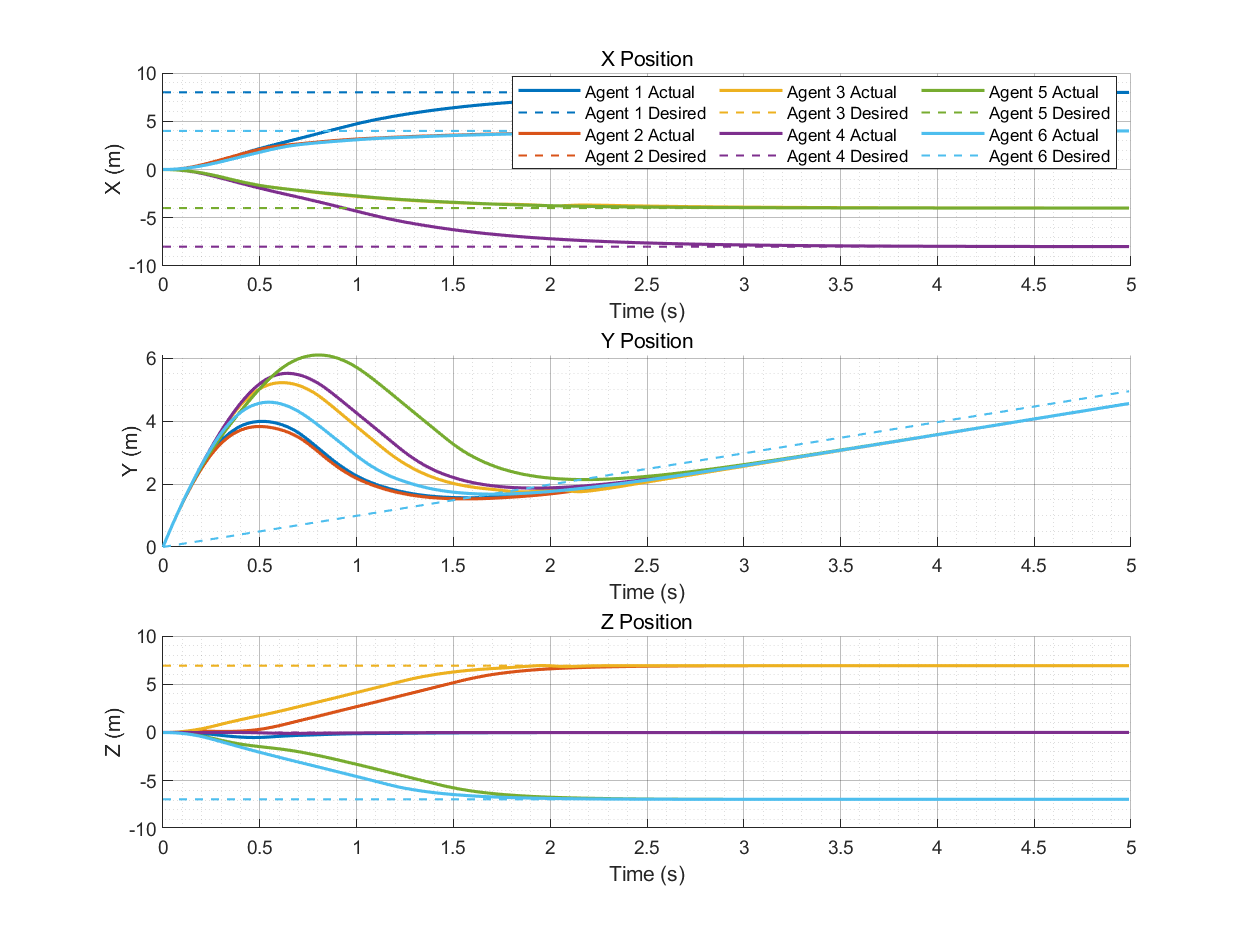 X Position
10
5
0
-5
-10
X (m)
Agent 1 Actual Agent 3 Actual Agent 5 Actual
Agent 1 Desired Agent 3 Desired Agent 5 Desired
Agent 2 Actual Agent 4 Actual Agent 6 Actual
Agent 2 Desired Agent 4 Desired Agent 6 Desired
0 0.5 1 1.5 2 2.5 3 3.5 4 4.5 5
Time (s)
Y Position
6
4
2
0
Y (m)
0 0.5 1 1.5 2 2.5 3 3.5 4 4.5 5
Time (s)
Z Position
10
5
0
-5
-10
Z (m)
0 0.5 1 1.5 2 2.5 3 3.5 4 4.5 5
Time (s)